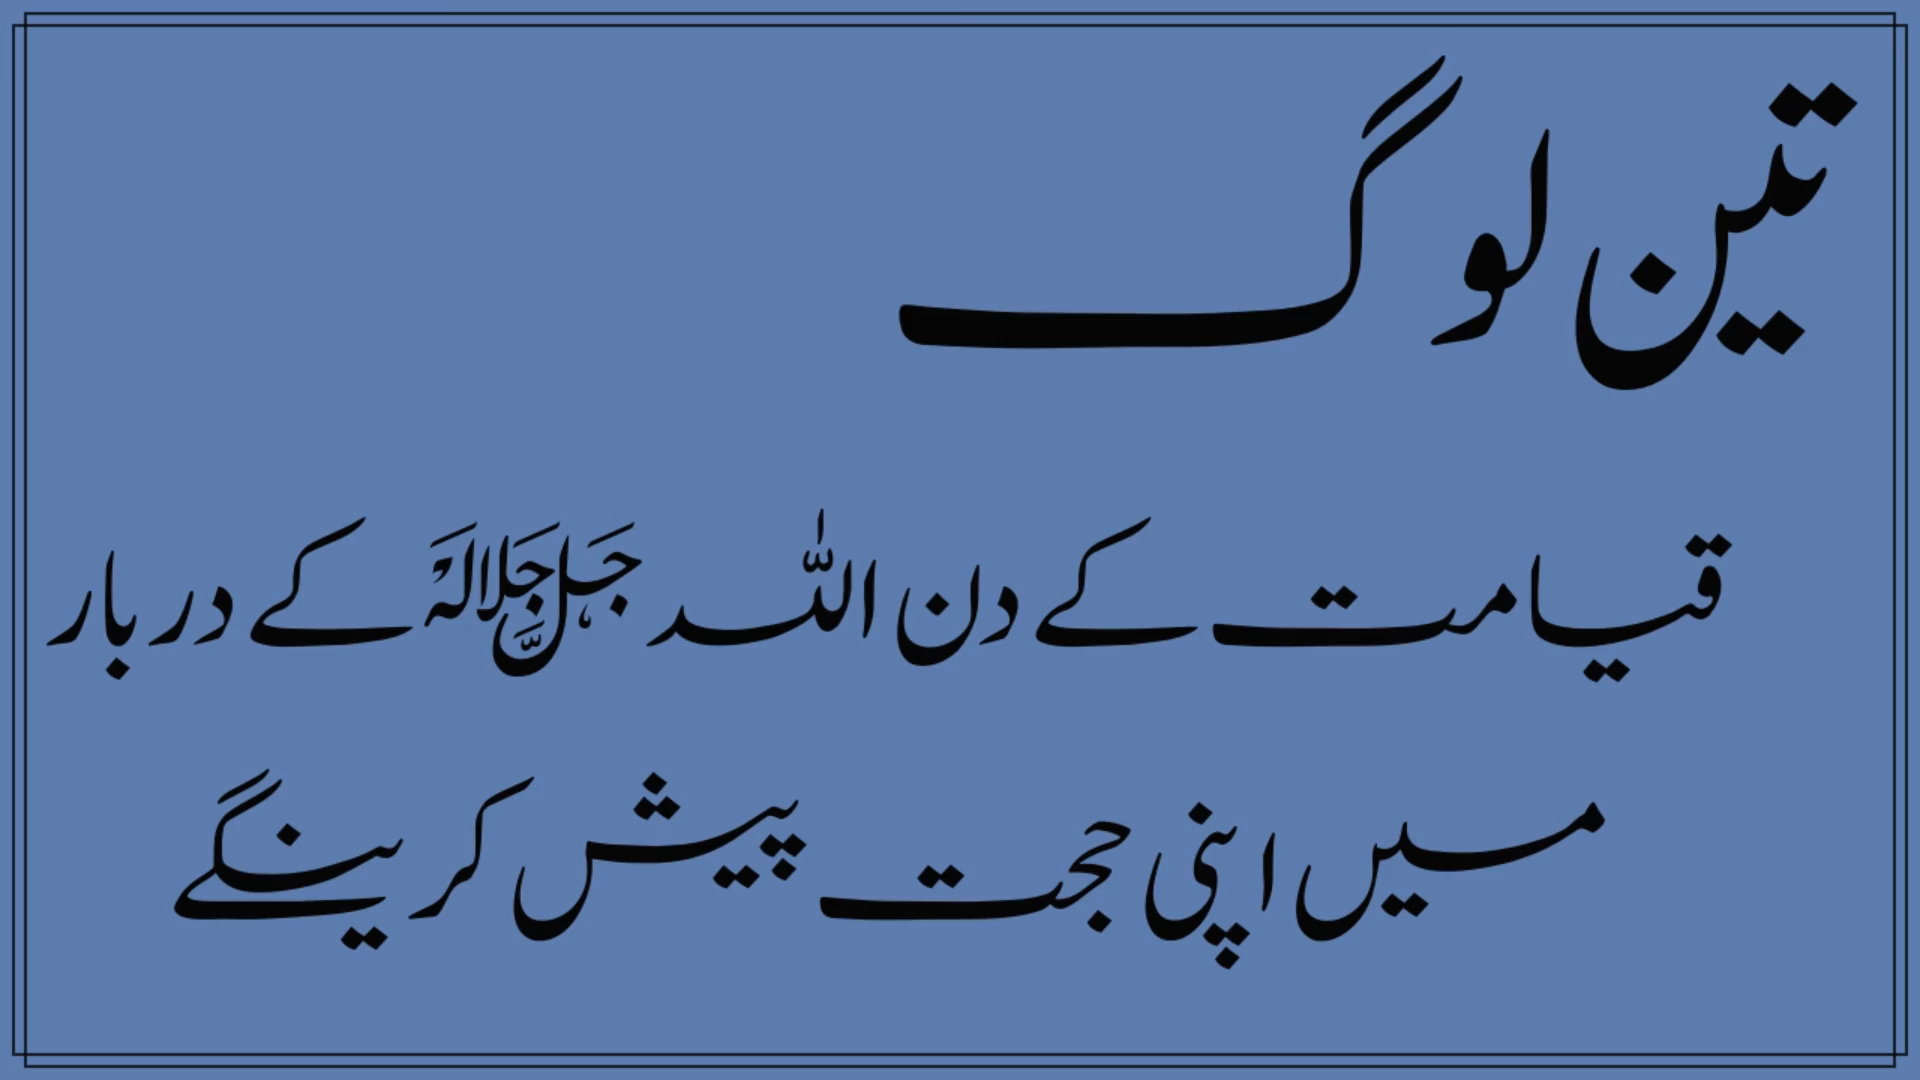 تین لوگ
قیامت کے دن اللہ جل جلالہ کے دربار
میں اپنی حجت پیش کرینگے